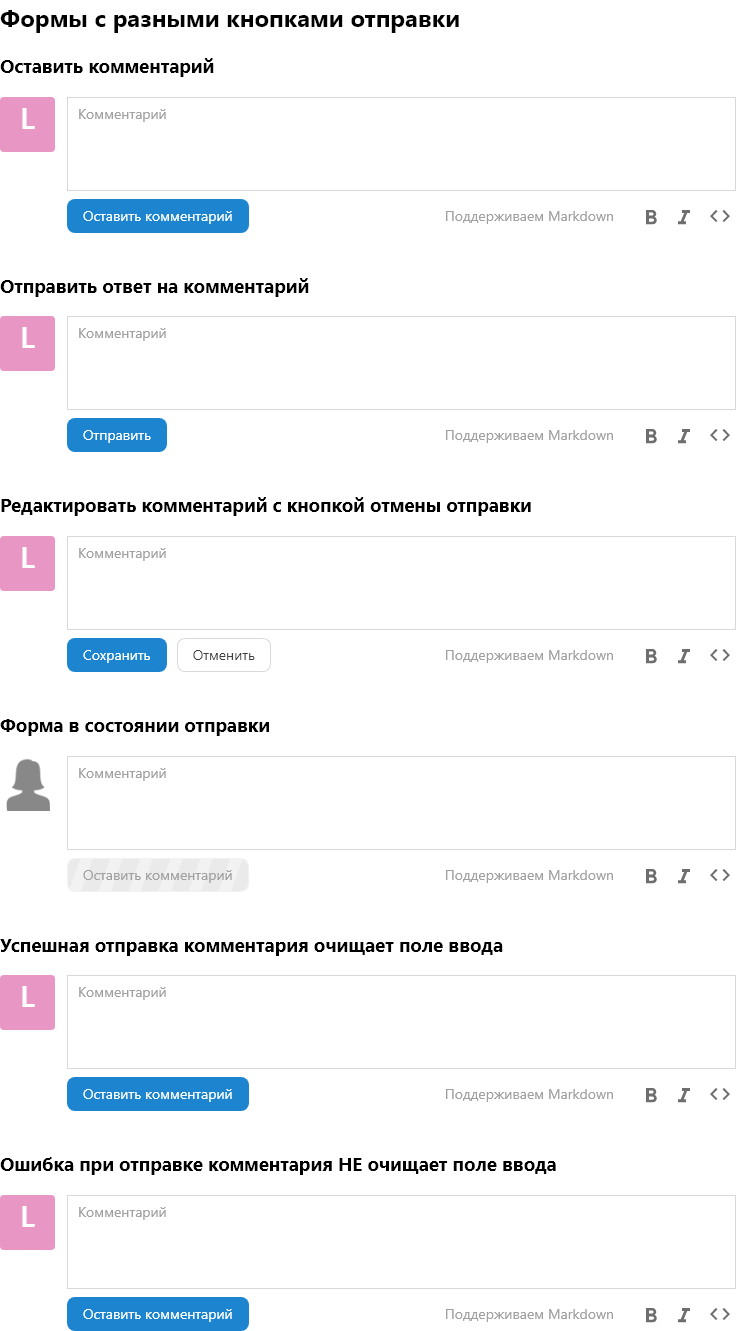 Формы с разными кнопками отправки
Оставить комментарий
L
Комментарий
Оставить комментарий Поддерживаем Markdown B I <>
Отправить ответ на комментарий
L
Комментарий
Отправить Поддерживаем Markdown B I <>
Редактировать комментарий с кнопкой отмены отправки
L
Комментарий
Сохранить Отменить Поддерживаем Markdown B I <>
Форма в состоянии отправки
Комментарий
Оставить комментарий Поддерживаем Markdown B I <>
Успешная отправка комментария очищает поле ввода
L
Комментарий
Оставить комментарий Поддерживаем Markdown B I <>
Ошибка при отправке комментария НЕ очищает поле ввода
L
Комментарий
Оставить комментарий Поддерживаем Markdown B I <>